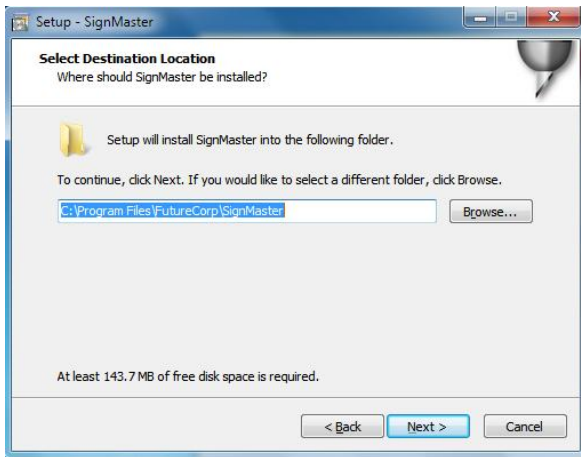 Setup - SignMaster
Select Destination Location
Where should SignMaster be installed?
Setup will install SignMaster into the following folder.
To continue, click Next. If you would like to select a different folder, click Browse.
C:\Program Files\FutureCorp\SignMaster
Browse...
At least 143.7 MB of free disk space is required.
< Back
Next >
Cancel